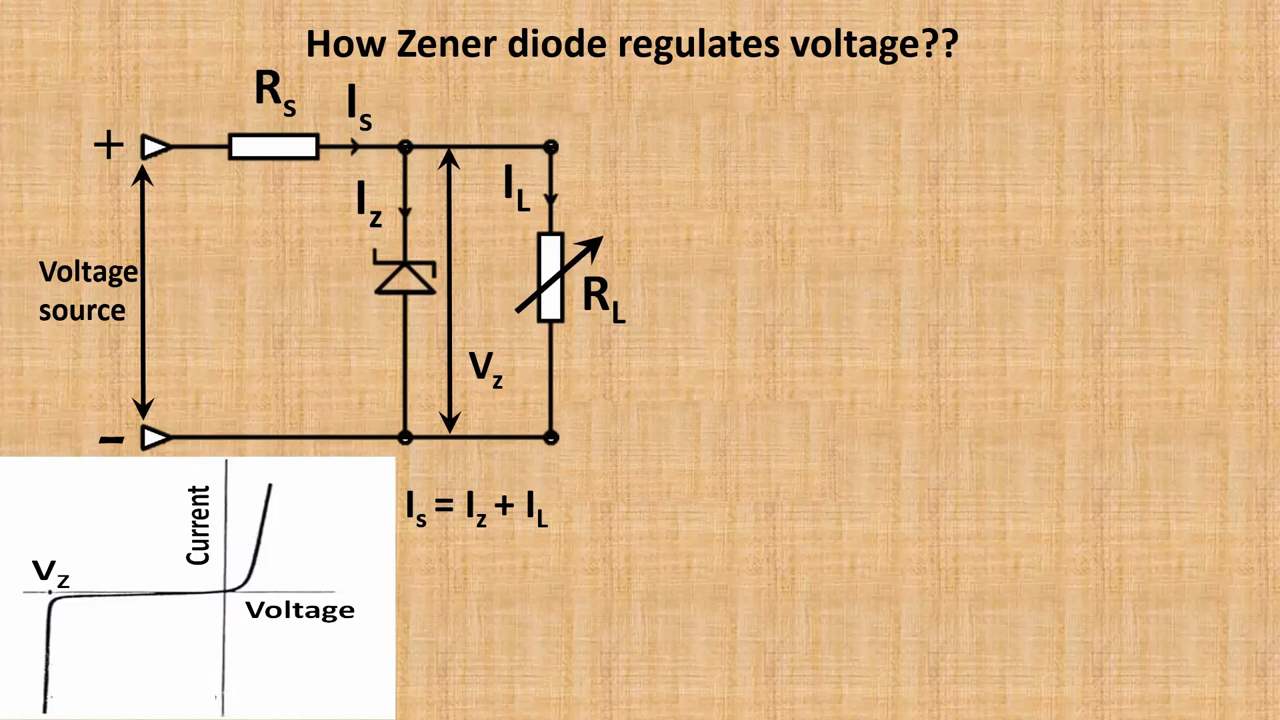 How Zener diode regulates voltage??
Rs
Is
+
Iz
IL
Voltage
source
RL
Vz
-
Is = Iz + IL
Current
VZ
Voltage